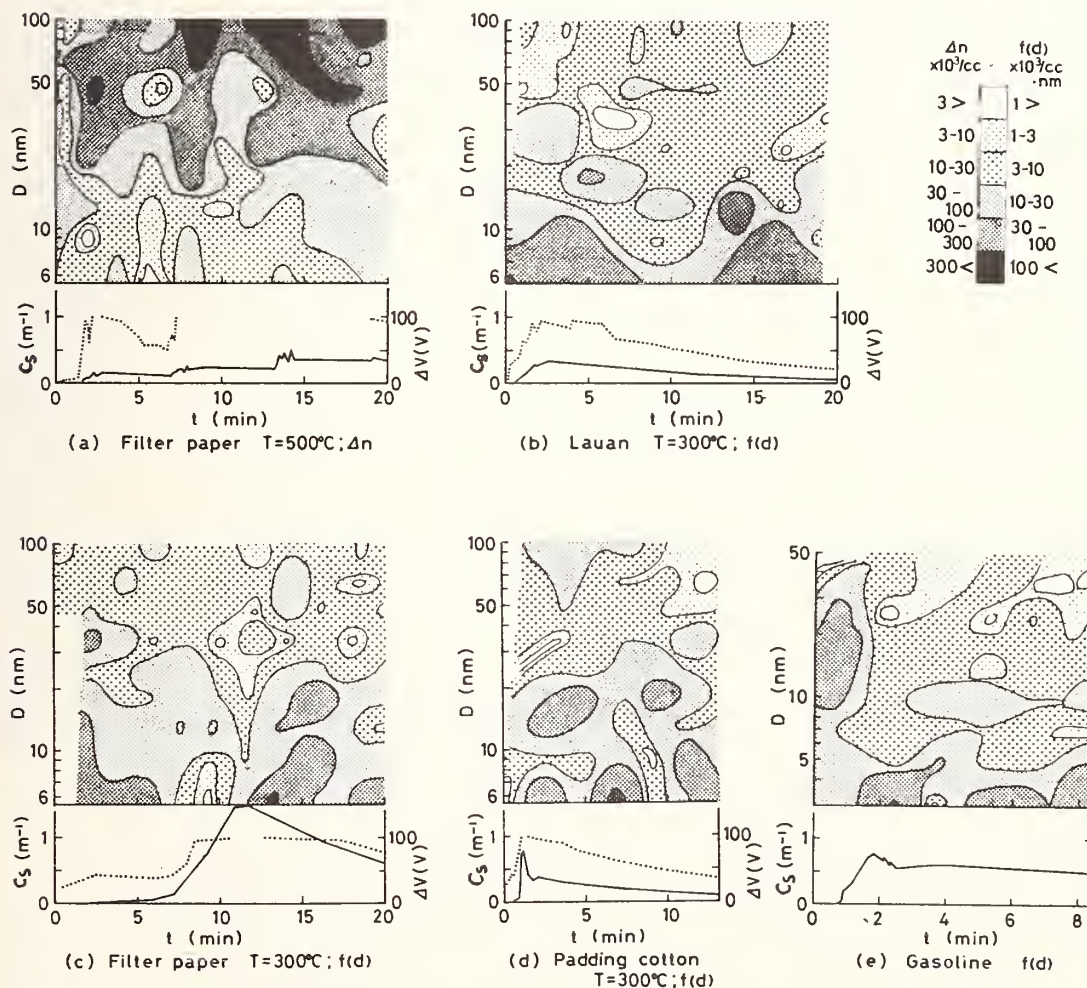 100
50
10
6
D (nm)
1
0
Cs (m⁻¹)
100
0
ΔV(V)
0 5 10 15 20
t (min)
(a) Filter paper T=500°C; Δn
100
50
10
6
D (nm)
1
0
Cs (m⁻¹)
100
0
ΔV(V)
0 5 10 15 20
t (min)
(b) Lauan T=300°C; f(d)
Δn f(d)
×10³/cc ×10³/cc
·nm
3 > 1 >
3-10 1-3
10-30 3-10
30-100 10-30
100-300 30-100
300< 100<
100
50
10
6
D (nm)
1
0
Cs (m⁻¹)
100
0
ΔV(V)
0 5 10 15 20
t (min)
(c) Filter paper T=300°C; f(d)
100
50
10
6
D (nm)
1
0
Cs (m⁻¹)
100
0
ΔV(V)
0 5 10
t (min)
(d) Padding cotton
T=300°C; f(d)
50
10
5
D (nm)
1
0
Cs (m⁻¹)
0 2 4 6 8
t (min)
(e) Gasoline f(d)